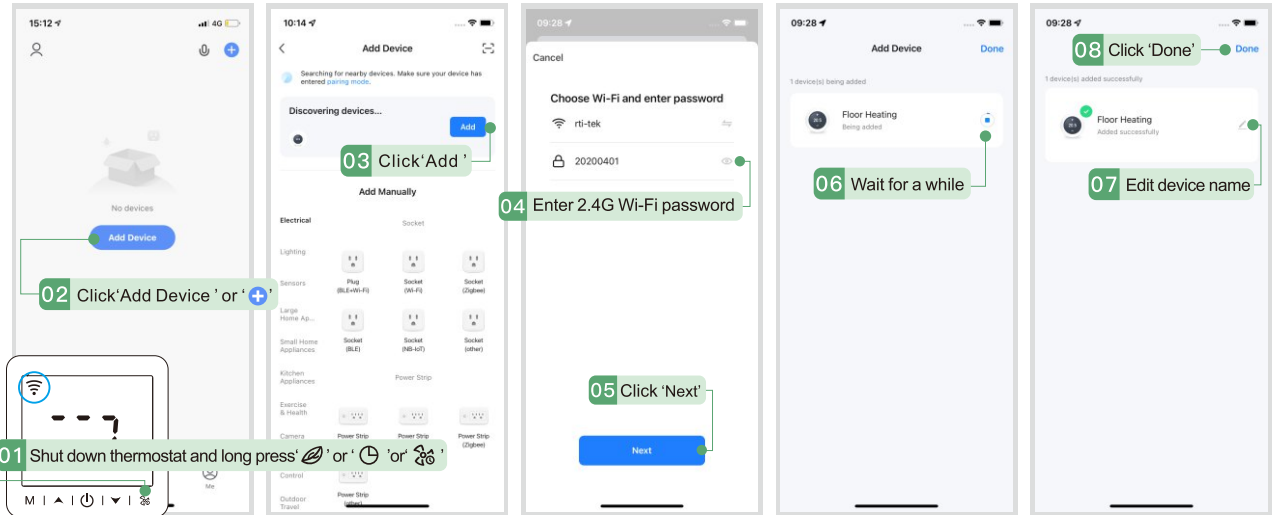 15:12
4G
No devices
Add Device
02 Click‘Add Device ’ or ‘ + ’
01 Shut down thermostat and long press‘ ’ or ‘ ’or‘ ’
M
Me
10:14
Add Device
Searching for nearby devices. Make sure your device has
entered pairing mode.
Discovering devices...
Add
03 Click‘Add ’
Add Manually
Electrical
Socket
Lighting
Sensors
Plug
(BLE+Wi-Fi)
Socket
(Wi-Fi)
Socket
(Zigbee)
Large
Home Ap...
Small Home
Appliances
Socket
(BLE)
Socket
(NB-IoT)
Socket
(other)
Kitchen
Appliances
Power Strip
Exercise
& Health
Camera
Power Strip
Power Strip
Power Strip
(Zigbee)
Control
Outdoor
Travel
Power Strip
(other)
09:28
Cancel
Choose Wi-Fi and enter password
rti-tek
20200401
04 Enter 2.4G Wi-Fi password
05 Click ‘Next’
Next
09:28
Add Device
Done
1 device(s) being added
Floor Heating
Being added
06 Wait for a while
09:28
08 Click ‘Done’
Done
1 device(s) added successfully
Floor Heating
Added successfully
07 Edit device name